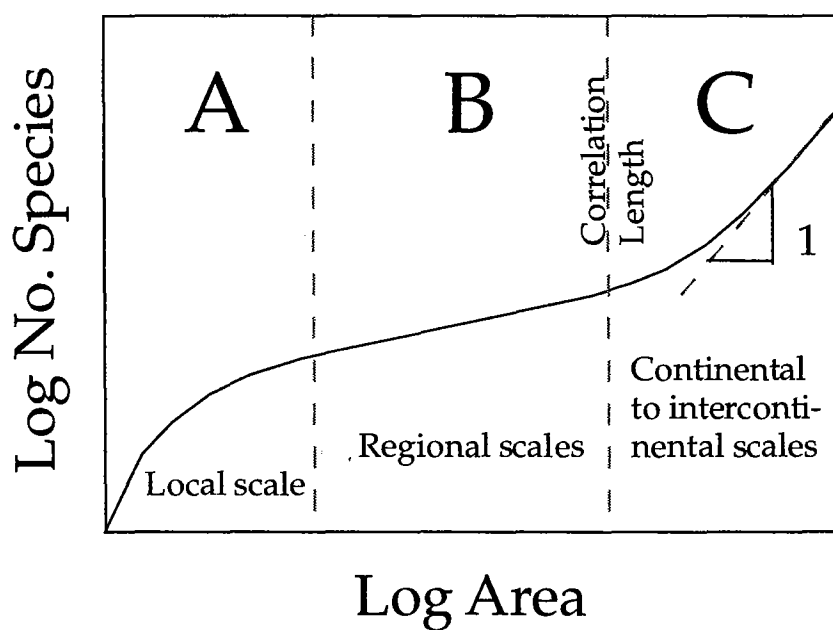 A
B
C
Correlation
Length
1
Log No. Species
Local scale
Regional scales
Continental
to interconti-
nental scales
Log Area